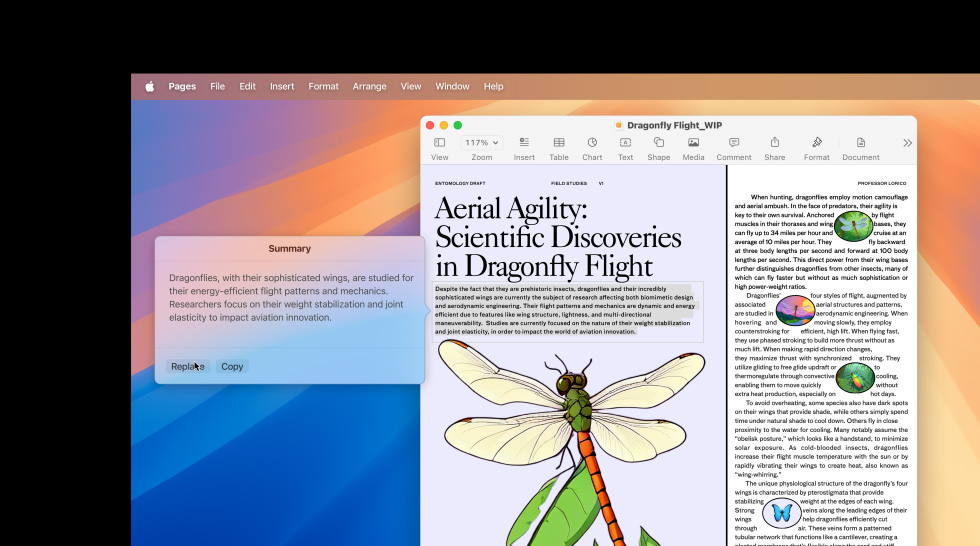 Pages File Edit Insert Format Arrange View Window Help
Dragonfly Flight_WIP
117%
View Zoom Insert Table Chart Text Shape Media Comment Share Format Document
Summary
Dragonflies, with their sophisticated wings, are studied for
their energy-efficient flight patterns and mechanics.
Researchers focus on their weight stabilization and joint
elasticity to impact aviation innovation.
Replace Copy
ENTOMOLOGY DRAFT FIELD STUDIES V1
Aerial Agility:
Scientific Discoveries
in Dragonfly Flight
Despite the fact that they are prehistoric insects, dragonflies and their incredibly
sophisticated wings are currently the subject of research affecting both biomimetic design
and aerodynamic engineering. Their flight patterns and mechanics are dynamic and energy
efficient due to features like wing structure, lightness, and multi-directional
maneuverability. Studies are currently focused on the nature of their weight stabilization
and joint elasticity, in order to impact the world of aviation innovation.
PROFESSOR LORICO
When hunting, dragonflies employ motion camouflage
and aerial ambush. In the face of predators, their agility is
key to their own survival. Anchored by flight
muscles in their thoraxes and wing bases, they
can fly up to 34 miles per hour and cruise at an
average of 10 miles per hour. They fly backward
at three body lengths per second and forward at 100 body
lengths per second. This direct power from their wing bases
further distinguishes dragonflies from other insects, many of
which can fly faster but without as much sophistication or
high power-weight ratios.
Dragonflies' four styles of flight, augmented by
associated aerial structures and patterns,
are studied in aerodynamic engineering. When
hovering and moving slowly, they employ
counterstroking for efficient, high lift. When flying fast,
they use phased stroking to build more thrust without as
much lift. When making rapid direction changes,
they maximize thrust with synchronized stroking. They
utilize gliding to free glide updraft or to
thermoregulate through convective cooling,
enabling them to move quickly without
extra heat production, especially on hot days.
To avoid overheating, some species also have dark spots
on their wings that provide shade, while others simply spend
time under natural shade to cool down. Others fly in close
proximity to the water for cooling. Many notably assume the
“obelisk posture,” which looks like a handstand, to minimize
solar exposure. As cold-blooded insects, dragonflies
increase their flight muscle temperature with the sun or by
rapidly vibrating their wings to create heat, also known as
“wing-whirring.”
The unique physiological structure of the dragonfly's four
wings is characterized by pterostigmata that provide
stabilizing weight at the edges of each wing.
Strong veins along the leading edges of their
wings help dragonflies efficiently cut
through air. These veins form a patterned
tubular network that functions like a cantilever, creating a